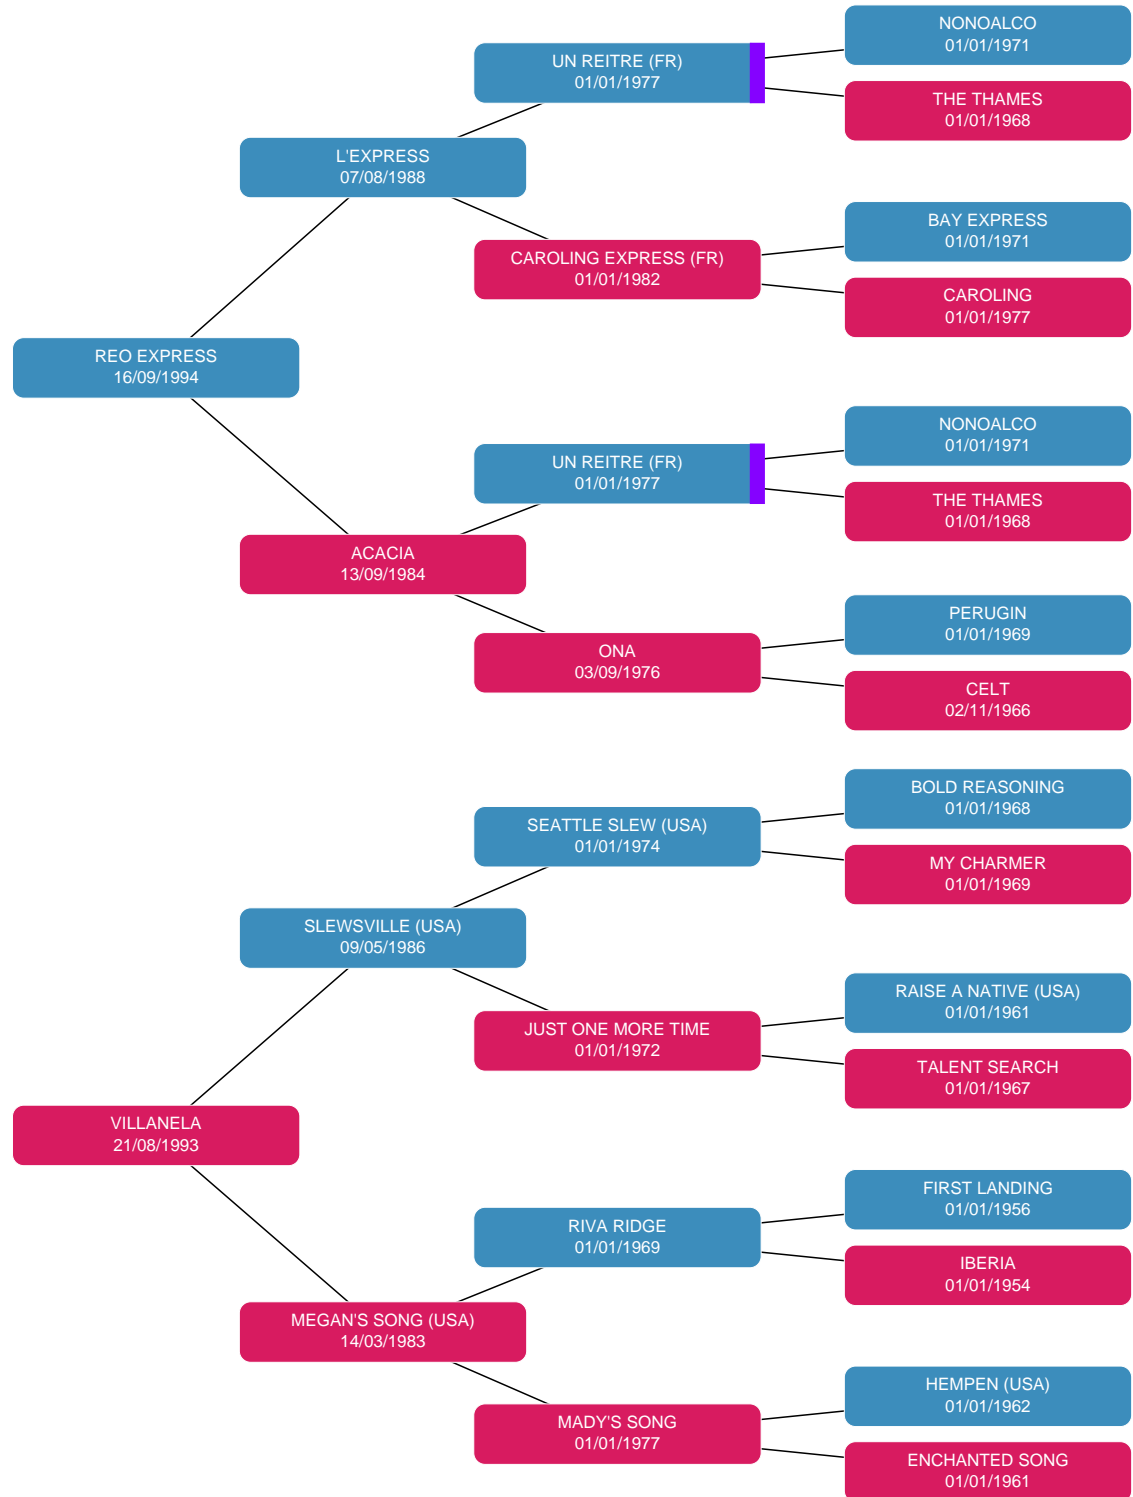 NONOALCO
01/01/1971
UN REITRE (FR)
01/01/1977
THE THAMES
01/01/1968
L'EXPRESS
07/08/1988
BAY EXPRESS
01/01/1971
CAROLING EXPRESS (FR)
01/01/1982
CAROLING
01/01/1977
REO EXPRESS
16/09/1994
NONOALCO
01/01/1971
UN REITRE (FR)
01/01/1977
THE THAMES
01/01/1968
ACACIA
13/09/1984
PERUGIN
01/01/1969
ONA
03/09/1976
CELT
02/11/1966
BOLD REASONING
01/01/1968
SEATTLE SLEW (USA)
01/01/1974
MY CHARMER
01/01/1969
SLEWSVILLE (USA)
09/05/1986
RAISE A NATIVE (USA)
01/01/1961
JUST ONE MORE TIME
01/01/1972
TALENT SEARCH
01/01/1967
VILLANELA
21/08/1993
FIRST LANDING
01/01/1956
RIVA RIDGE
01/01/1969
IBERIA
01/01/1954
MEGAN'S SONG (USA)
14/03/1983
HEMPEN (USA)
01/01/1962
MADY'S SONG
01/01/1977
ENCHANTED SONG
01/01/1961